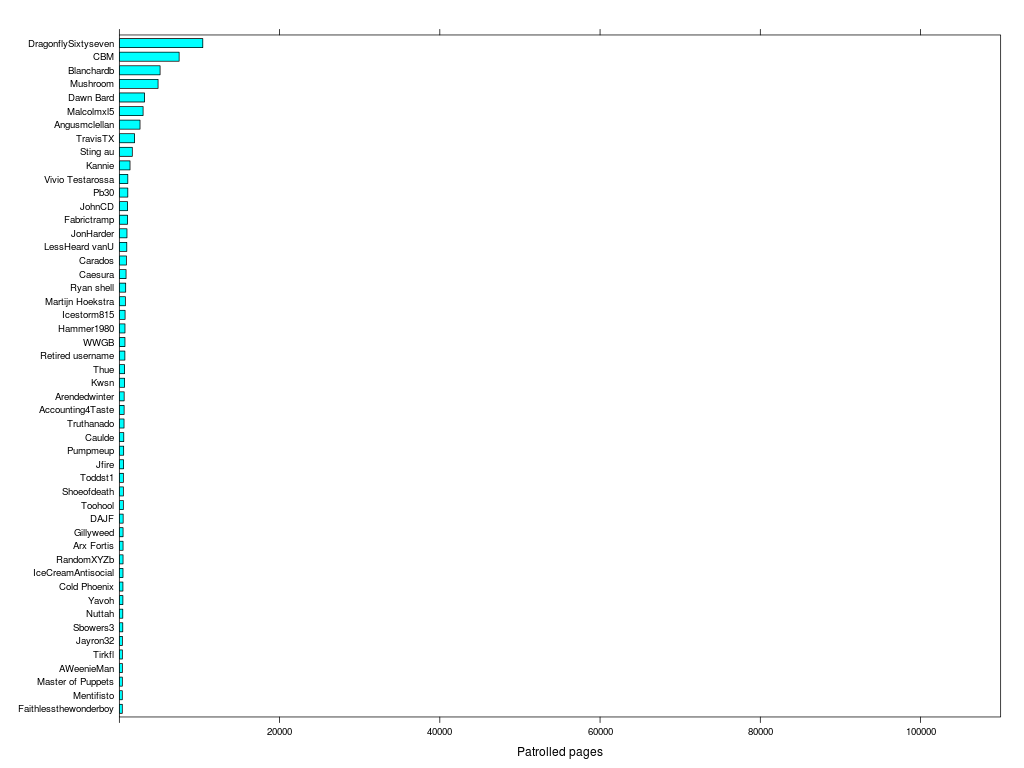 DragonflySixtyseven
CBM
Blanchardb
Mushroom
Dawn Bard
Malcolmxl5
Angusmclellan
TravisTX
Sting au
Kannie
Vivio Testarossa
Pb30
JohnCD
Fabrictramp
JonHarder
LessHeard vanU
Carados
Caesura
Ryan shell
Martijn Hoekstra
Icestorm815
Hammer1980
WWGB
Retired username
Thue
Kwsn
Arendedwinter
Accounting4Taste
Truthanado
Caulde
Pumpmeup
Jfire
Toddst1
Shoeofdeath
Toohool
DAJF
Gillyweed
Arx Fortis
RandomXYZb
IceCreamAntisocial
Cold Phoenix
Yavoh
Nuttah
Sbowers3
Jayron32
Tirkfl
AWeenieMan
Master of Puppets
Mentifisto
Faithlessthewonderboy
20000 40000 60000 80000 100000
Patrolled pages